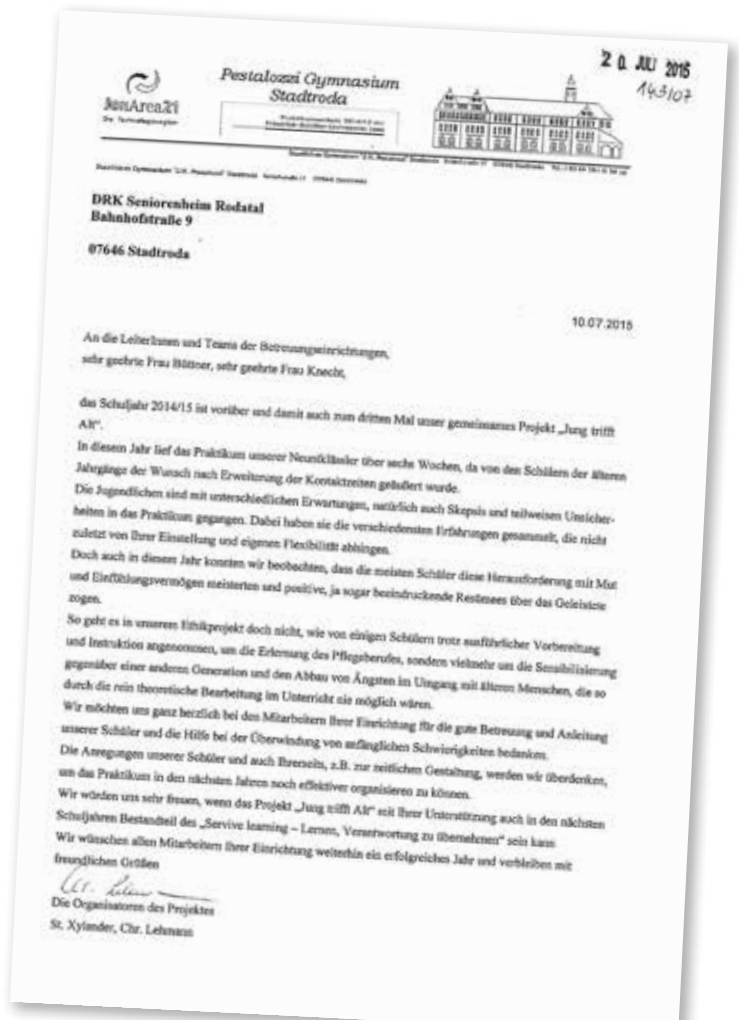 20. JULI 2015
143/07
JenArea21
Die Technologieregion
Pestalozzi Gymnasium
Stadtroda
DRK Seniorenheim Rodatal
Bahnhofstraße 9
07646 Stadtroda
10.07.2015
An die LeiterInnen und Teams der Betreuungseinrichtungen,
sehr geehrte Frau Büttner, sehr geehrte Frau Knecht,
das Schuljahr 2014/15 ist vorüber und damit auch zum dritten Mal unser gemeinsames Projekt „Jung trifft
Alt“.
In diesem Jahr lief das Praktikum unserer Neuntklässler über sechs Wochen, da von den Schülern der älteren
Jahrgänge der Wunsch nach Erweiterung der Kontaktzeiten geäußert wurde.
Die Jugendlichen sind mit unterschiedlichen Erwartungen, natürlich auch Skepsis und teilweisen Unsicher-
heiten in das Praktikum gegangen. Dabei haben sie die verschiedensten Erfahrungen gesammelt, die nicht
zuletzt von Ihrer Einstellung und eigenen Flexibilität abhingen.
Doch auch in diesem Jahr konnten wir beobachten, dass die meisten Schüler diese Herausforderung mit Mut
und Einfühlungsvermögen meisterten und positive, ja sogar beeindruckende Resümees über das Geleistete
zogen.
So geht es in unserem Ethikprojekt doch nicht, wie von einigen Schülern trotz ausführlicher Vorbereitung
und Instruktion angenommen, um die Erlernung des Pflegeberufes, sondern vielmehr um die Sensibilisierung
gegenüber einer anderen Generation und den Abbau von Ängsten im Umgang mit älteren Menschen, die so
durch die rein theoretische Bearbeitung im Unterricht nie möglich wären.
Wir möchten uns ganz herzlich bei den Mitarbeitern Ihrer Einrichtung für die gute Betreuung und Anleitung
unserer Schüler und die Hilfe bei der Überwindung von anfänglichen Schwierigkeiten bedanken.
Die Anregungen unserer Schüler und auch Ihrerseits, z.B. zur zeitlichen Gestaltung, werden wir überdenken,
um das Praktikum in den nächsten Jahren noch effektiver organisieren zu können.
Wir würden uns sehr freuen, wenn das Projekt „Jung trifft Alt“ mit Ihrer Unterstützung auch in den nächsten
Schuljahren Bestandteil des „Servive learning – Lernen, Verantwortung zu übernehmen“ sein kann
Wir wünschen allen Mitarbeitern Ihrer Einrichtung weiterhin ein erfolgreiches Jahr und verbleiben mit
freundlichen Grüßen
Die Organisatoren des Projektes
St. Xylander, Chr. Lehmann